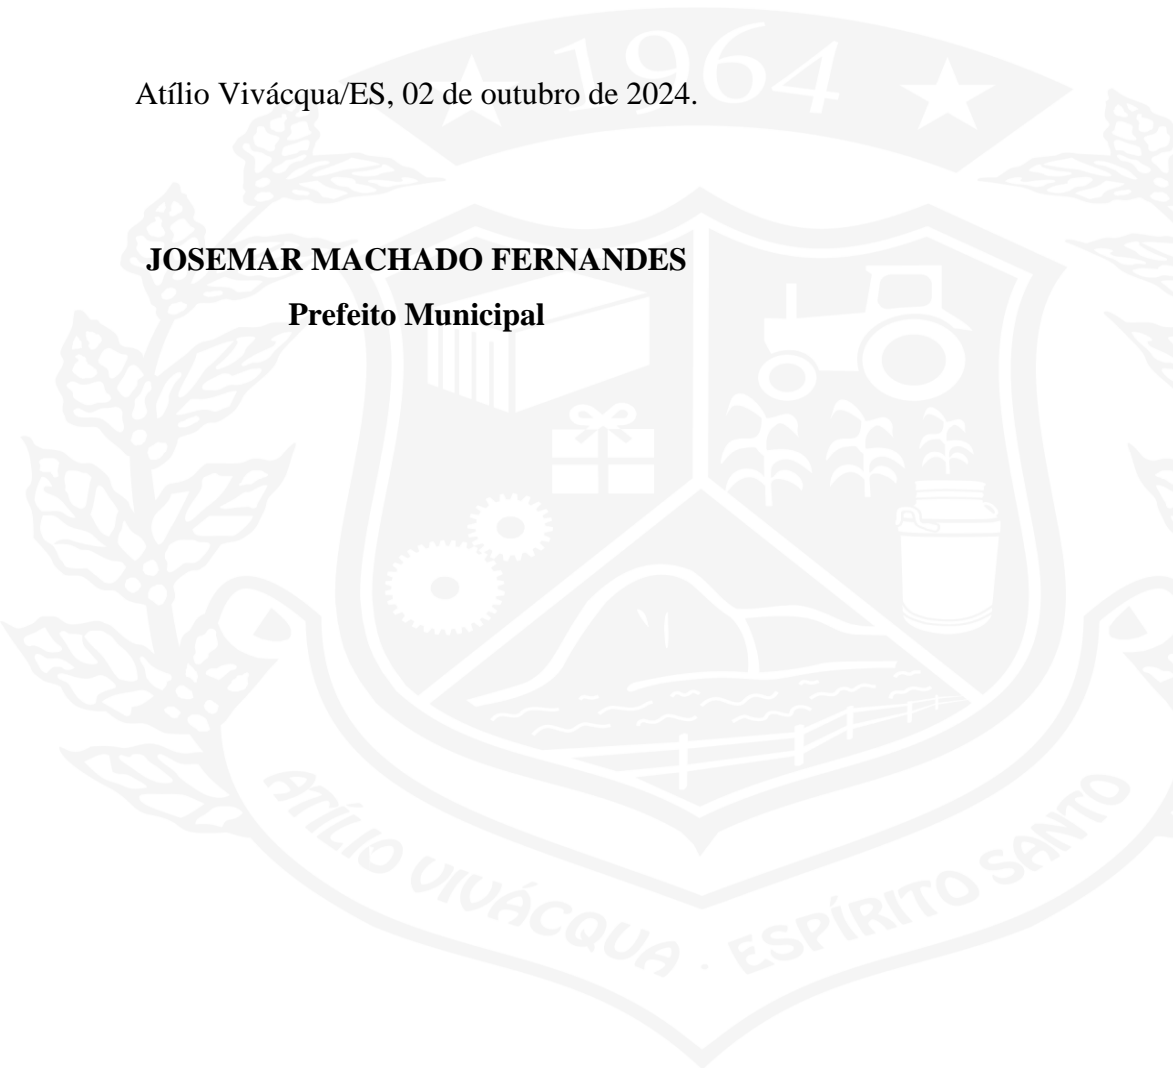 1964
Atílio Vivácqua/ES, 02 de outubro de 2024.
JOSEMAR MACHADO FERNANDES
Prefeito Municipal
ATÍLIO VIVÁCQUA · ESPÍRITO SANTO